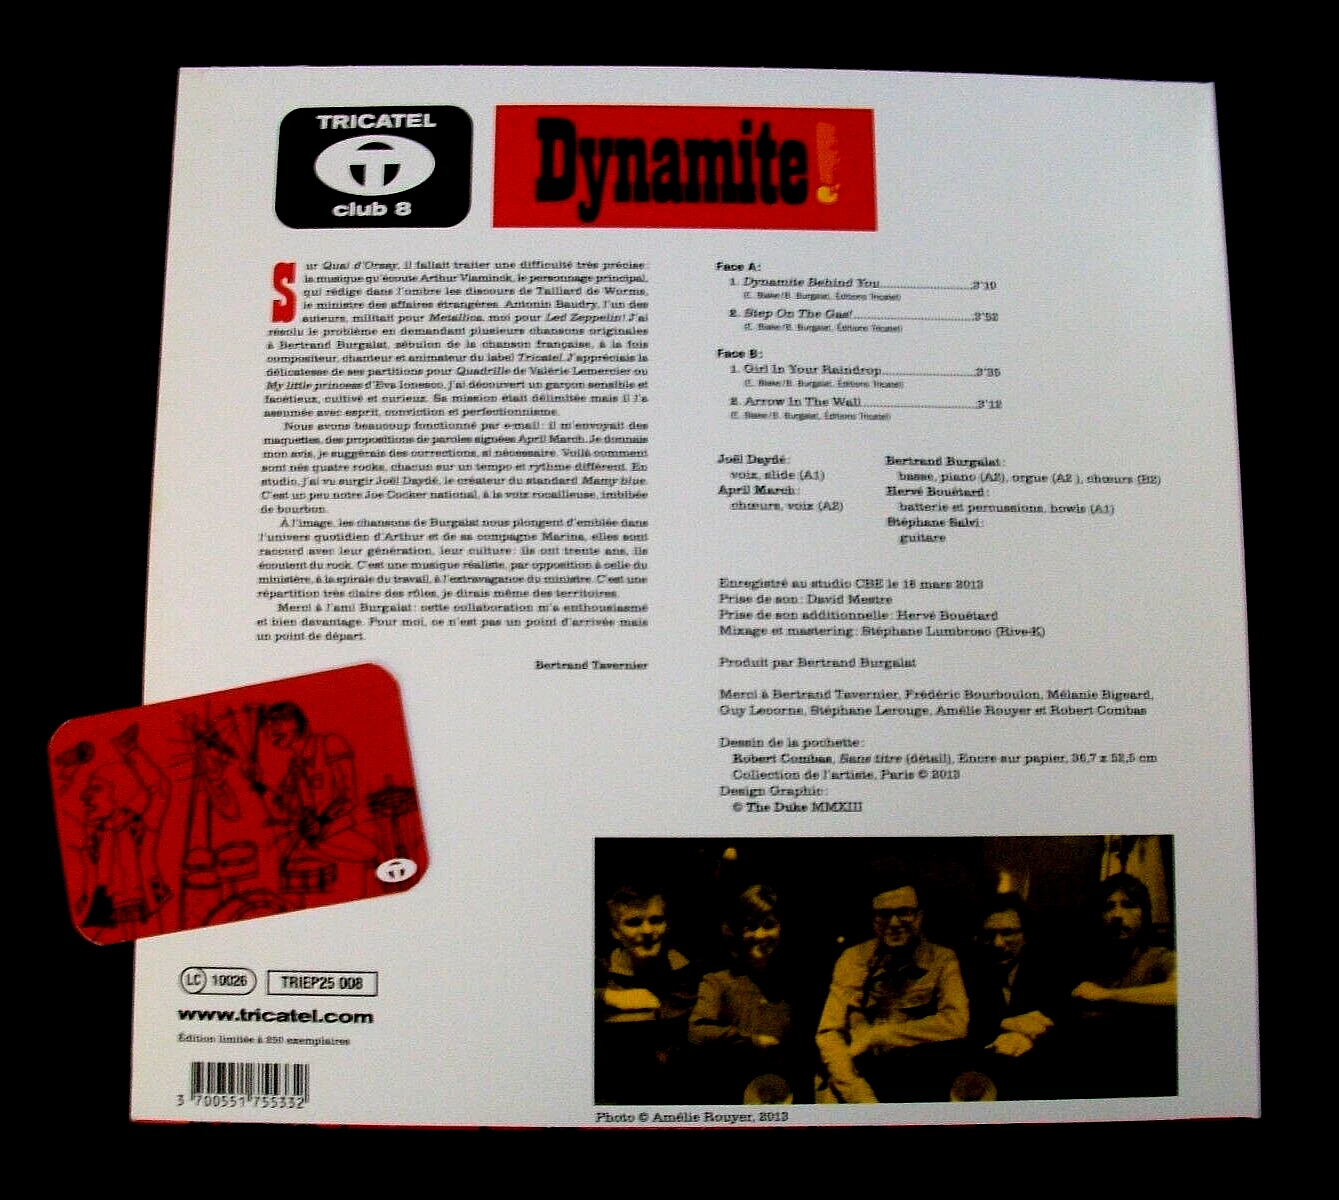 TRICATEL
T
club 8
Dynamite!
Sur Quai d'Orsay, il fallait traiter une difficulté très précise:
la musique qu'écoute Arthur Vlaminck, le personnage principal,
qui rédige dans l'ombre les discours de Taillard de Worms,
le ministre des affaires étrangères. Antonin Baudry, l'un des
auteurs, militait pour Metallica, moi pour Led Zeppelin! J'ai
résolu le problème en demandant plusieurs chansons originales
à Bertrand Burgalat, nébulon de la chanson française, à la fois
compositeur, chanteur et animateur du label Tricatel. J'appréciais la
délicatesse de ses partitions pour Quadrille de Valérie Lemercier ou
My little princess d'Eva Ionesco, j'ai découvert un garçon sensible et
facétieux, cultivé et curieux. Sa mission était délimitée mais il l'a
assumée avec esprit, conviction et perfectionnisme.
Nous avons beaucoup fonctionné par e-mail: il m'envoyait des
maquettes, des propositions de paroles signées April March. Je donnais
mon avis, je suggérais des corrections, si nécessaire. Voilà comment
sont nés quatre rocks, chacun sur un tempo et rythme différent. En
studio, j'ai vu surgir Joël Daydé, le créateur du standard Mamy blue.
C'est un peu notre Joe Cocker national, à la voix rocailleuse, imbibée
de bourbon.
À l'image, les chansons de Burgalat nous plongent d'emblée dans
l'univers quotidien d'Arthur et de sa compagne Marina, elles sont
raccord avec leur génération, leur culture: ils ont trente ans, ils
écoutent du rock. C'est une musique réaliste, par opposition à celle du
ministère, à la spirale du travail, à l'extravagance du ministre. C'est une
répartition très claire des rôles, je dirais même des territoires.
Merci à l'ami Burgalat: cette collaboration m'a enthousiasmé
et bien davantage. Pour moi, ce n'est pas un point d'arrivée mais
un point de départ.
Bertrand Tavernier
Face A:
1. Dynamite Behind You..........3'10
(E. Blake/B. Burgalat, Éditions Tricatel)
2. Step On The Gas!..........3'52
(E. Blake/B. Burgalat, Éditions Tricatel)
Face B:
1. Girl In Your Raindrop..........3'35
(E. Blake/B. Burgalat, Éditions Tricatel)
2. Arrow In The Wall..........3'12
(E. Blake/B. Burgalat, Éditions Tricatel)
Joël Daydé:
voix, slide (A1)
April March:
chœurs, voix (A2)
Bertrand Burgalat:
basse, piano (A2), orgue (A2 ), chœurs (B2)
Hervé Bouétard:
batterie et percussions, bowls (A1)
Stéphane Salvi:
guitare
Enregistré au studio CBE le 18 mars 2013
Prise de son: David Mestre
Prise de son additionnelle: Hervé Bouétard
Mixage et mastering: Stéphane Lumbroso (Rive-K)
Produit par Bertrand Burgalat
Merci à Bertrand Tavernier, Frédéric Bourboulon, Mélanie Bigeard,
Guy Lecorne, Stéphane Lerouge, Amélie Rouyer et Robert Combas
Dessin de la pochette:
Robert Combas, Sans titre (détail), Encre sur papier, 36,7 x 52,5 cm
Collection de l'artiste, Paris © 2013
Design Graphic:
© The Duke MMXIII
LC 10026
TRIEP25 008
www.tricatel.com
Édition limitée à 250 exemplaires
3 700551 755332
Photo © Amélie Rouyer, 2013